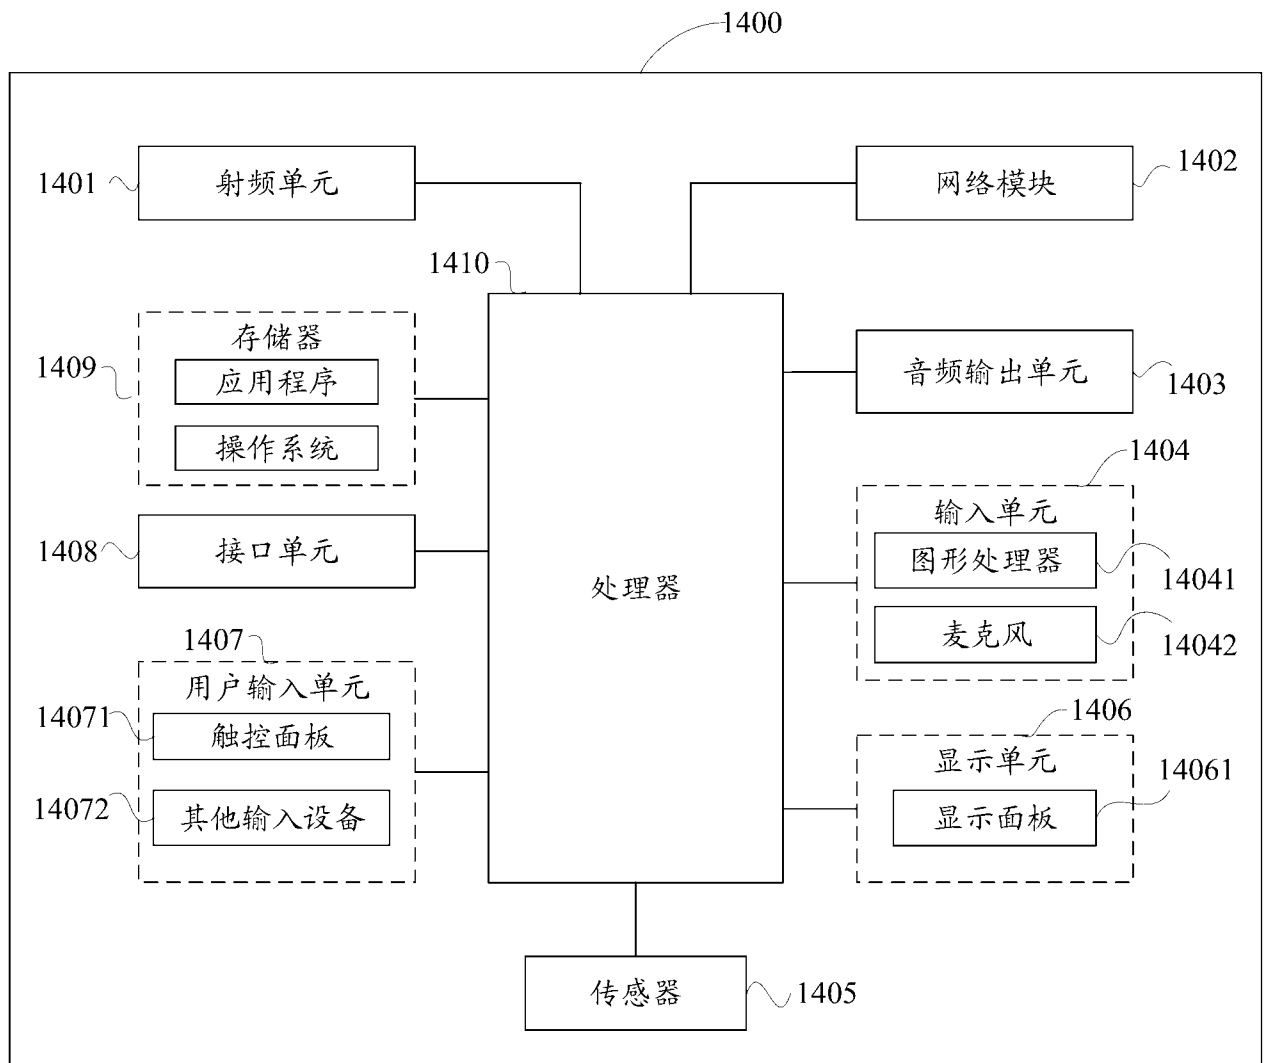 1400
1401
射频单元
网络模块
1402
1410
1409
存储器
应用程序
操作系统
音频输出单元
1403
1404
输入单元
图形处理器
14041
麦克风
14042
1408
接口单元
处理器
1407
用户输入单元
14071
触控面板
14072
其他输入设备
1406
显示单元
显示面板
14061
传感器
1405